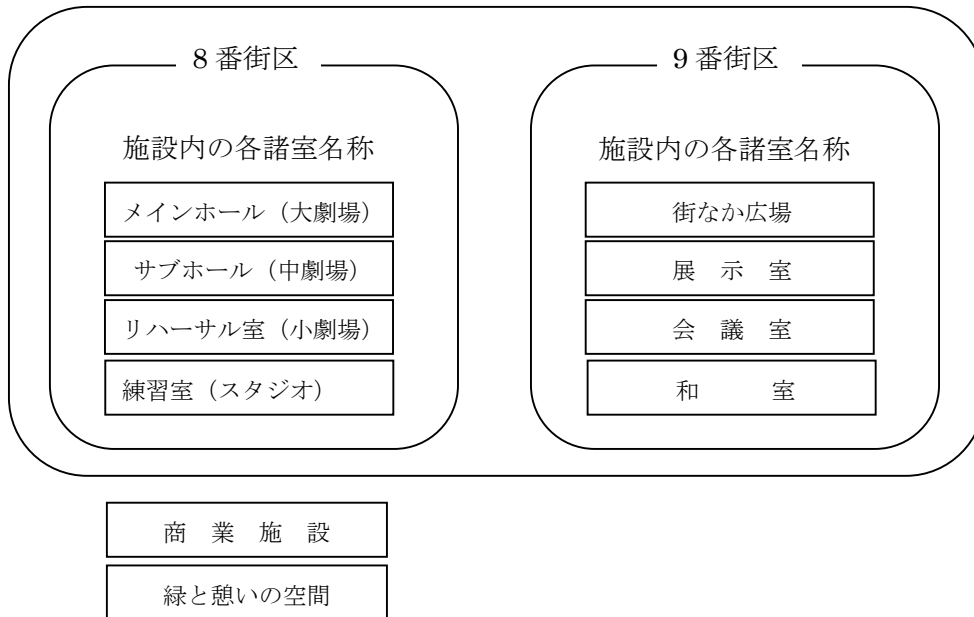 8 番街区
施設内の各諸室名称
メインホール（大劇場）
サブホール（中劇場）
リハーサル室（小劇場）
練習室（スタジオ）
9 番街区
施設内の各諸室名称
街なか広場
展　示　室
会　議　室
和　　　室
商　業　施　設
緑と憩いの空間